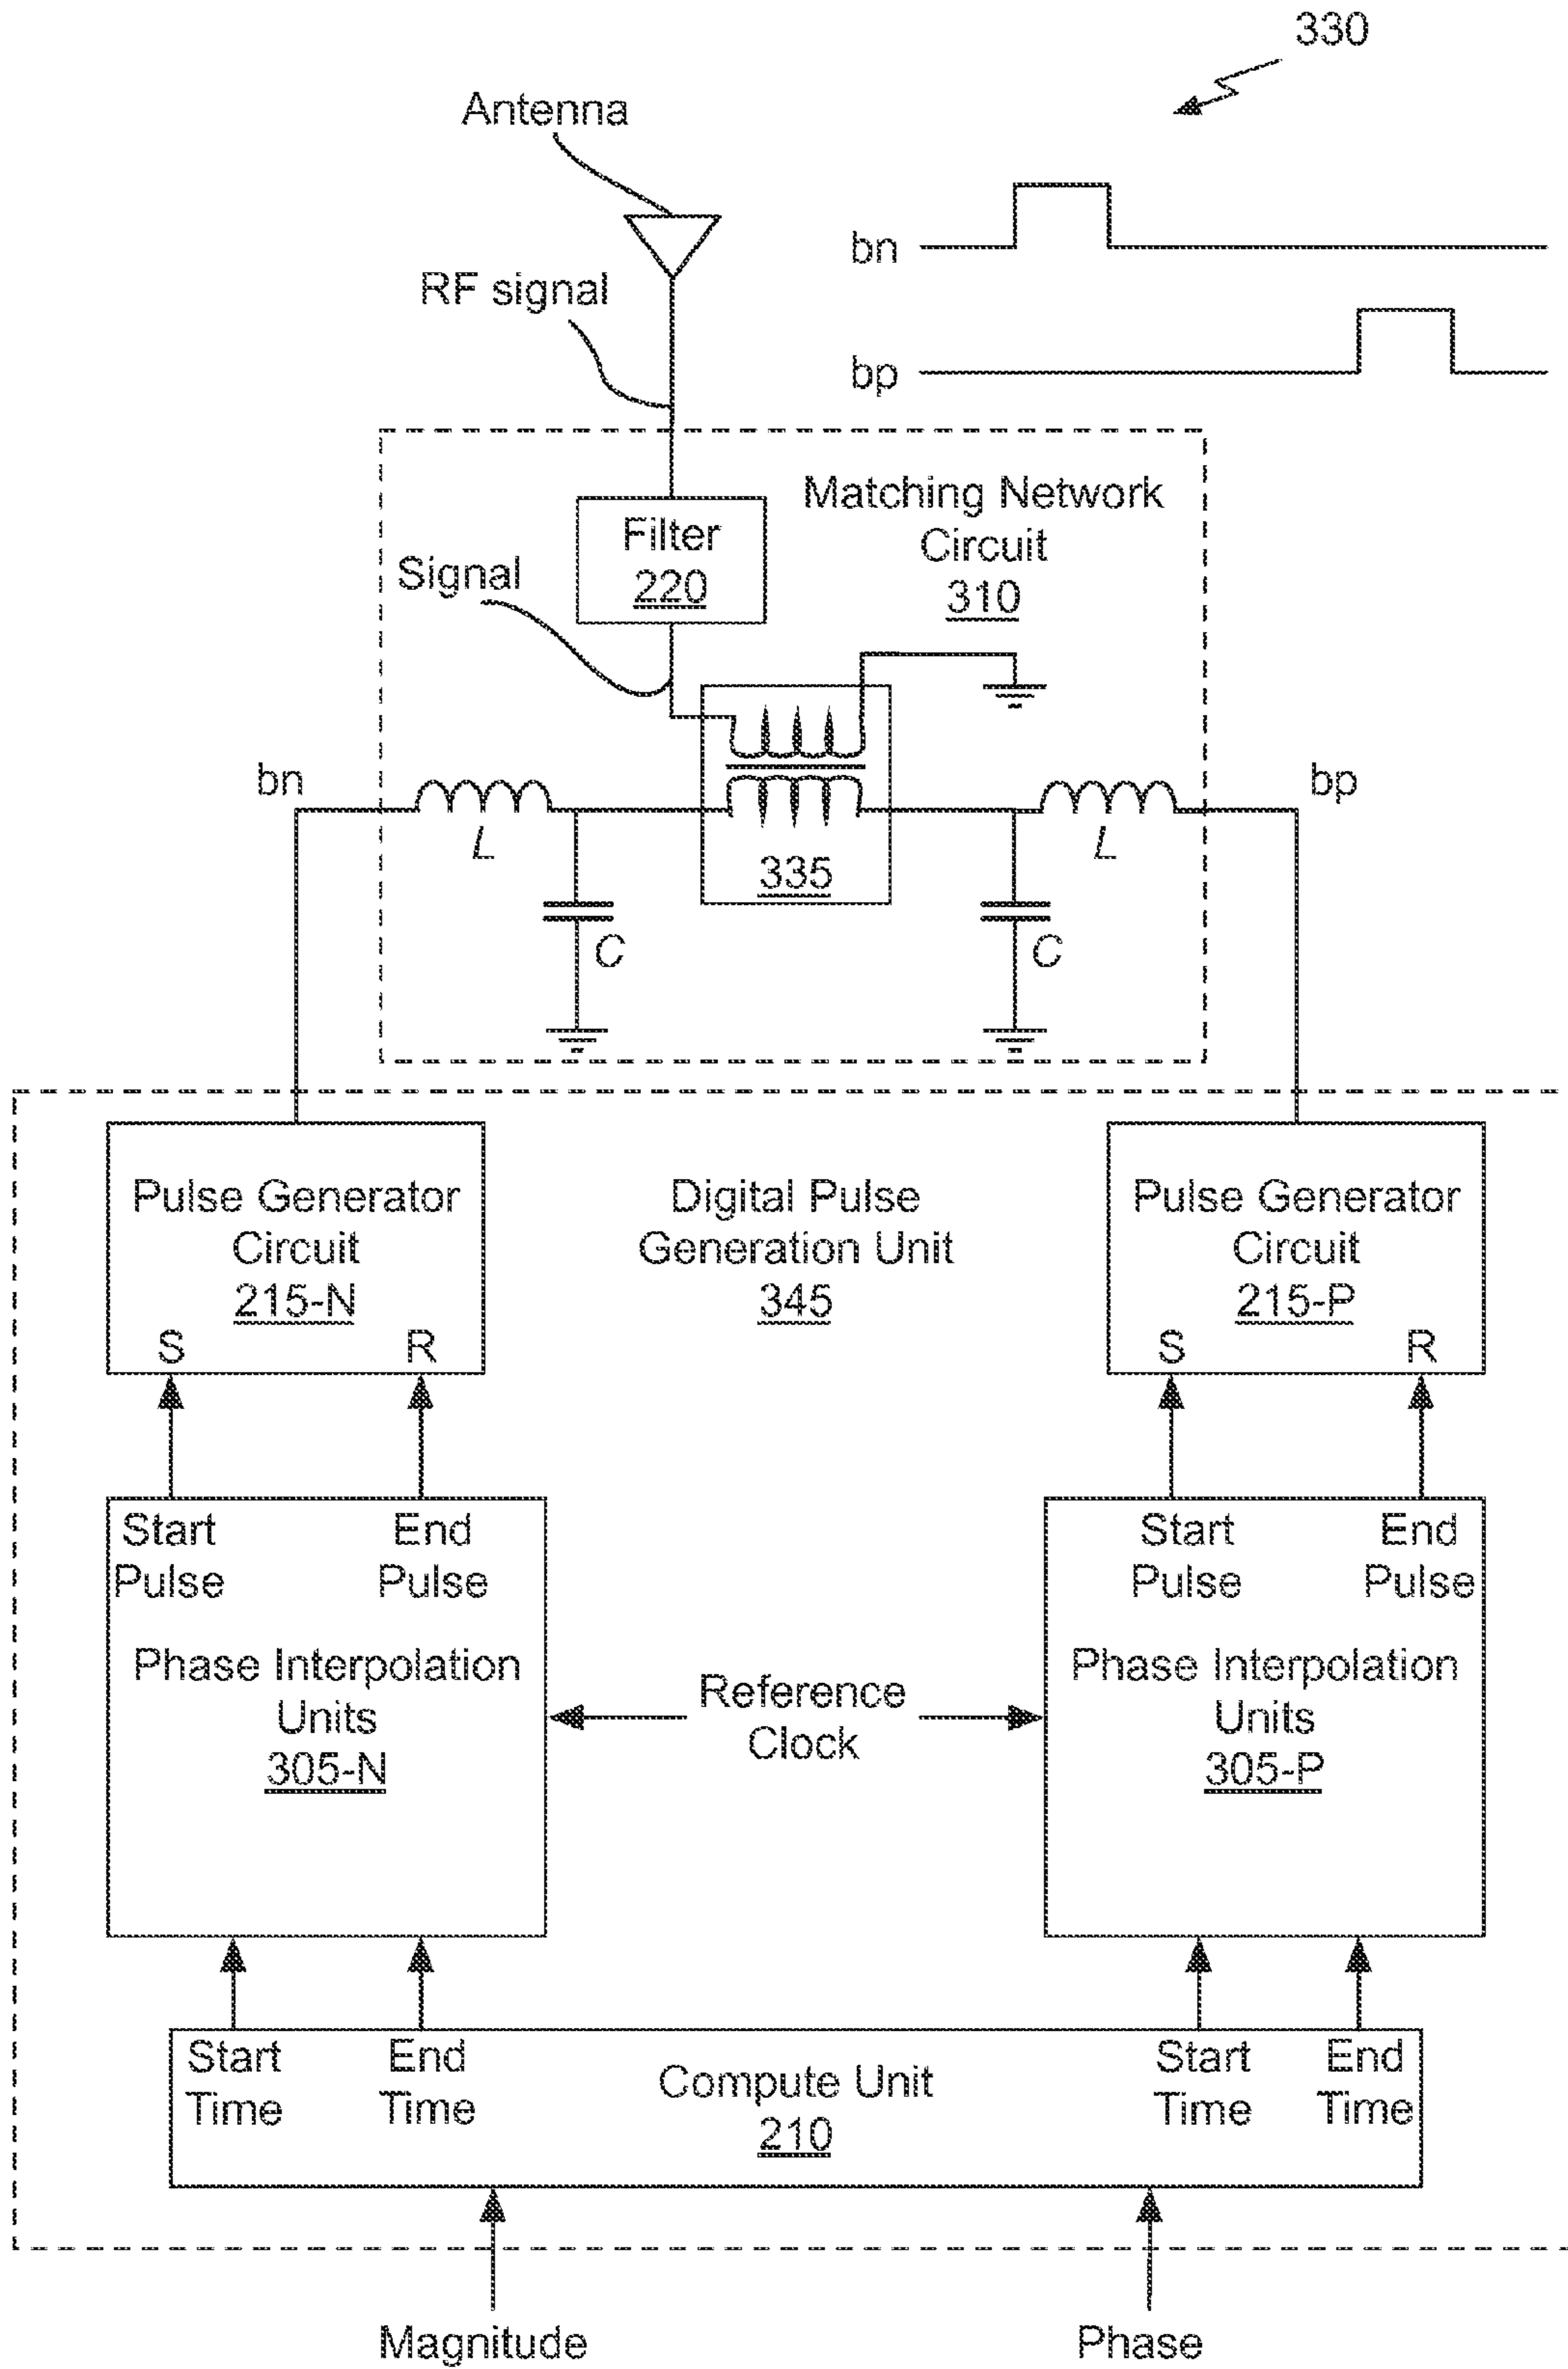 330
Antenna
bn
RF signal
bp
Matching Network
Circuit
310
Filter
220
Signal
bn
bp
L
L
335
C
C
Pulse Generator
Circuit
215-N
S
R
Digital Pulse
Generation Unit
345
Pulse Generator
Circuit
215-P
S
R
Start
Pulse
End
Pulse
Phase Interpolation
Units
305-N
Reference
Clock
Start
Pulse
End
Pulse
Phase Interpolation
Units
305-P
Start
Time
End
Time
Compute Unit
210
Start
Time
End
Time
Magnitude
Phase